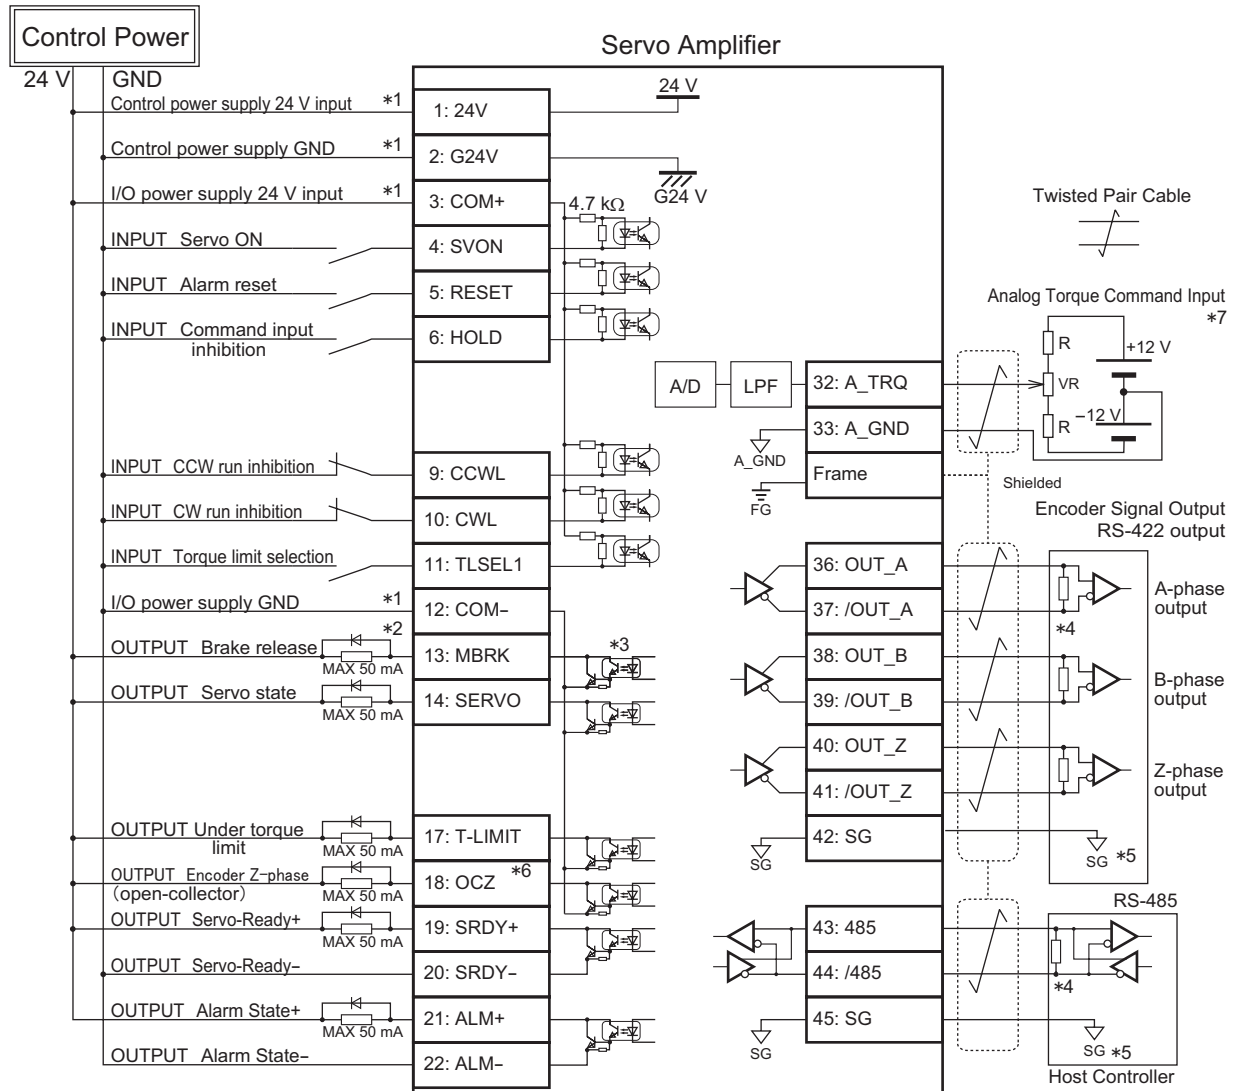 Control Power
Servo Amplifier
24 V
GND
Control power supply 24 V input *1
1: 24V
24 V
Control power supply GND *1
2: G24V
G24 V
I/O power supply 24 V input *1
3: COM+
4.7 kΩ
INPUT Servo ON
4: SVON
INPUT Alarm reset
5: RESET
INPUT Command input
inhibition
6: HOLD
INPUT CCW run inhibition
9: CCWL
INPUT CW run inhibition
10: CWL
INPUT Torque limit selection
11: TLSEL1
I/O power supply GND *1
12: COM−
*2
OUTPUT Brake release
MAX 50 mA
13: MBRK
*3
OUTPUT Servo state
MAX 50 mA
14: SERVO
OUTPUT Under torque
limit
MAX 50 mA
17: T-LIMIT
OUTPUT Encoder Z-phase
(open-collector)
MAX 50 mA
18: OCZ *6
OUTPUT Servo-Ready+
MAX 50 mA
19: SRDY+
OUTPUT Servo-Ready−
20: SRDY−
OUTPUT Alarm State+
MAX 50 mA
21: ALM+
OUTPUT Alarm State−
22: ALM−
Twisted Pair Cable
Analog Torque Command Input
*7
R
+12 V
VR
−12 V
R
A/D
LPF
32: A_TRQ
33: A_GND
A_GND
Frame
FG
Shielded
Encoder Signal Output
RS-422 output
36: OUT_A
37: /OUT_A
*4
A-phase
output
38: OUT_B
39: /OUT_B
B-phase
output
40: OUT_Z
41: /OUT_Z
Z-phase
output
42: SG
SG
SG *5
RS-485
43: 485
44: /485
*4
45: SG
SG
SG *5
Host Controller